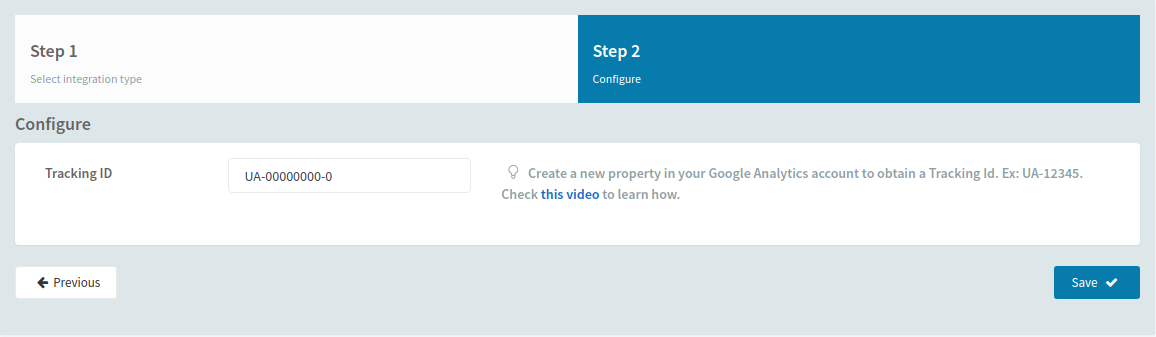 Step 1
Select integration type
Step 2
Configure
Configure
Tracking ID
UA-00000000-0
Create a new property in your Google Analytics account to obtain a Tracking Id. Ex: UA-12345.
Check this video to learn how.
Previous
Save